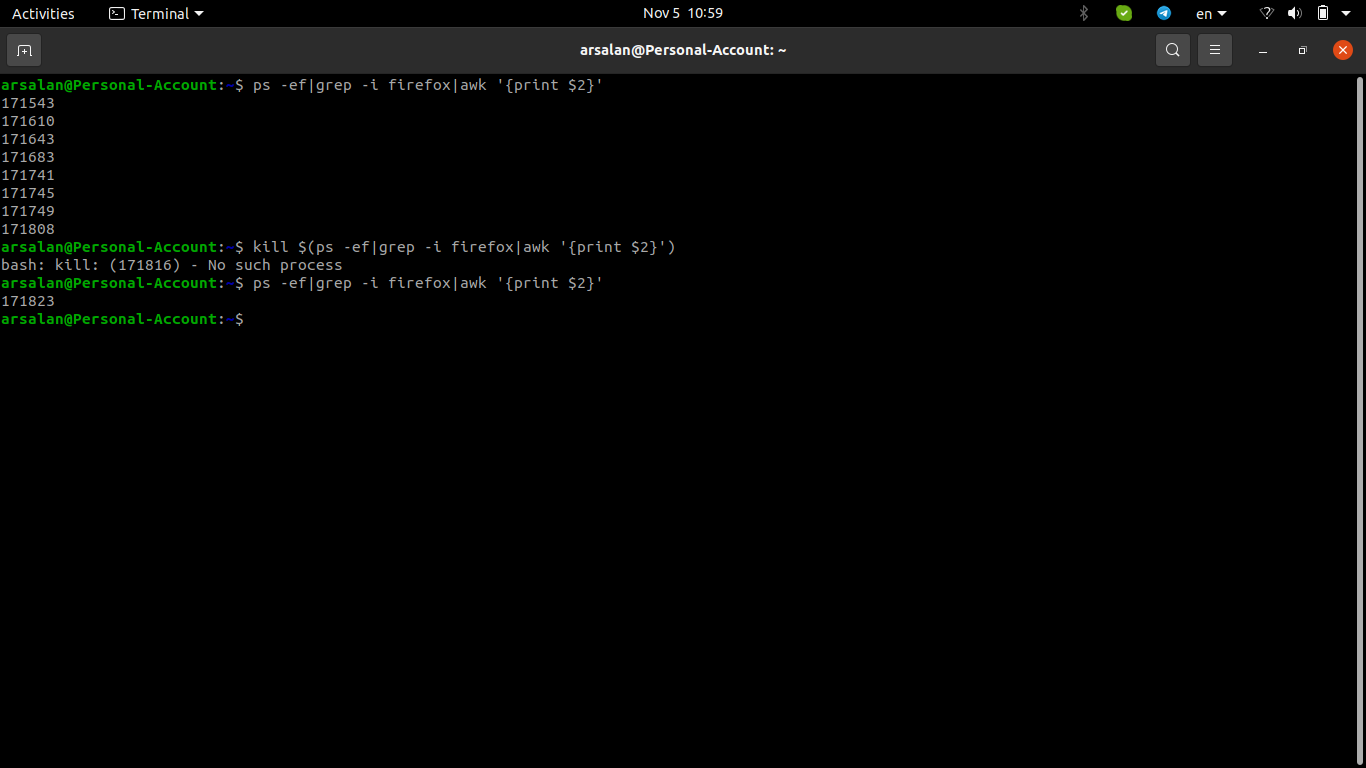 Activities Terminal Nov 5 10:59 en
arsalan@Personal-Account: ~
arsalan@Personal-Account:~$ ps -ef|grep -i firefox|awk '{print $2}'
171543
171610
171643
171683
171741
171745
171749
171808
arsalan@Personal-Account:~$ kill $(ps -ef|grep -i firefox|awk '{print $2}')
bash: kill: (171816) - No such process
arsalan@Personal-Account:~$ ps -ef|grep -i firefox|awk '{print $2}'
171823
arsalan@Personal-Account:~$